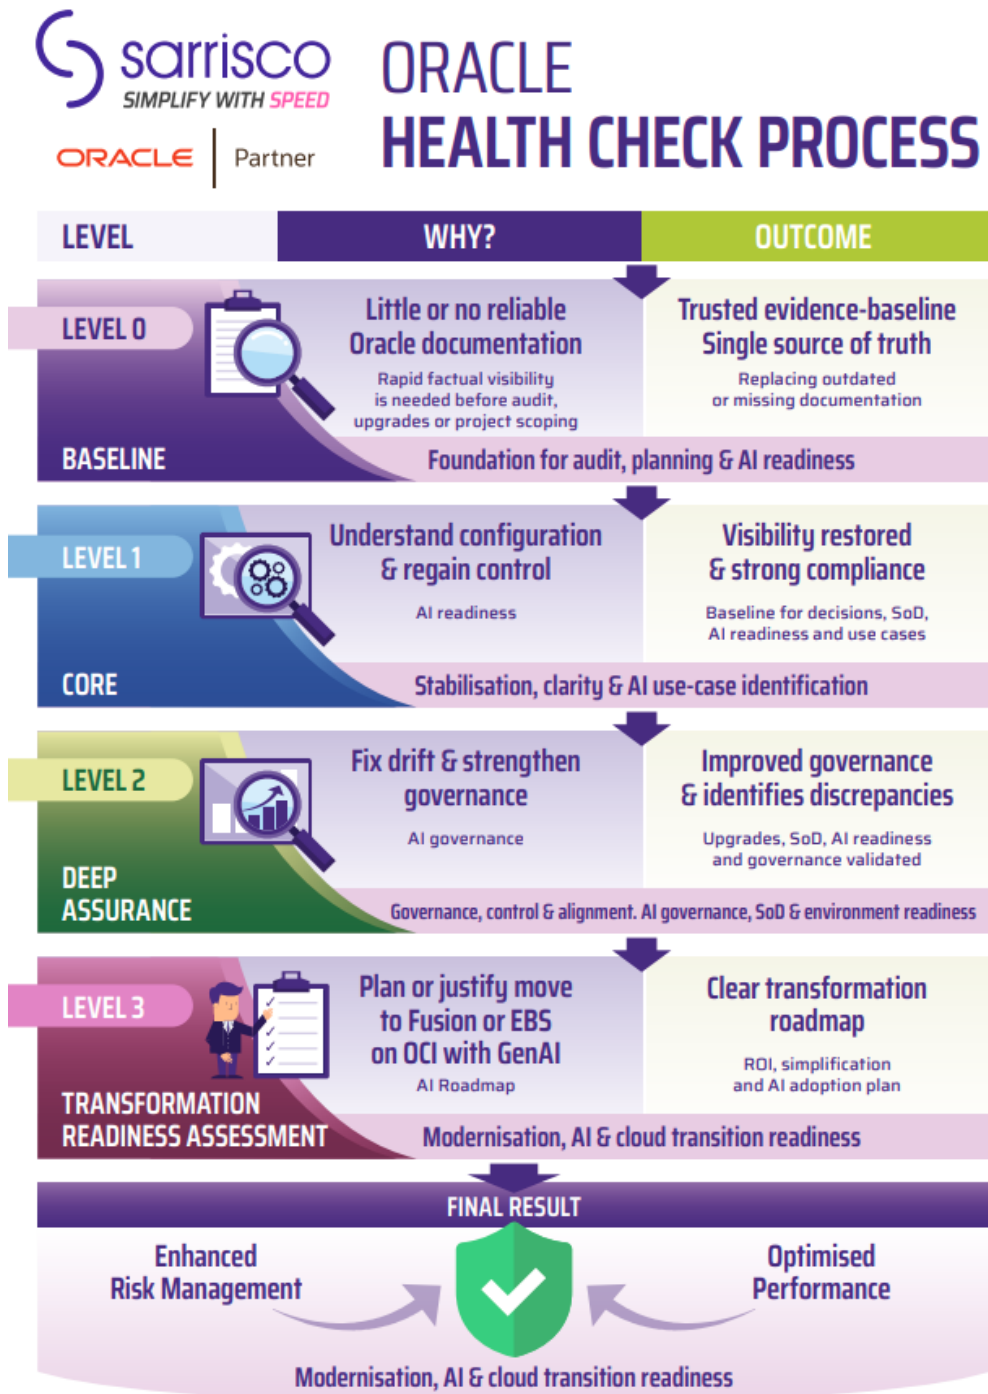 sarrisco
SIMPLIFY WITH SPEED
ORACLE
Partner
ORACLE
HEALTH CHECK PROCESS
LEVEL
WHY?
OUTCOME
LEVEL 0
BASELINE
Little or no reliable
Oracle documentation
Rapid factual visibility
is needed before audit,
upgrades or project scoping
Trusted evidence-baseline
Single source of truth
Replacing outdated
or missing documentation
Foundation for audit, planning & AI readiness
LEVEL 1
CORE
Understand configuration
& regain control
AI readiness
Visibility restored
& strong compliance
Baseline for decisions, SoD,
AI readiness and use cases
Stabilisation, clarity & AI use-case identification
LEVEL 2
DEEP
ASSURANCE
Fix drift & strengthen
governance
AI governance
Improved governance
& identifies discrepancies
Upgrades, SoD, AI readiness
and governance validated
Governance, control & alignment. AI governance, SoD & environment readiness
LEVEL 3
TRANSFORMATION
READINESS ASSESSMENT
Plan or justify move
to Fusion or EBS
on OCI with GenAI
AI Roadmap
Clear transformation
roadmap
ROI, simplification
and AI adoption plan
Modernisation, AI & cloud transition readiness
FINAL RESULT
Enhanced
Risk Management
Optimised
Performance
Modernisation, AI & cloud transition readiness